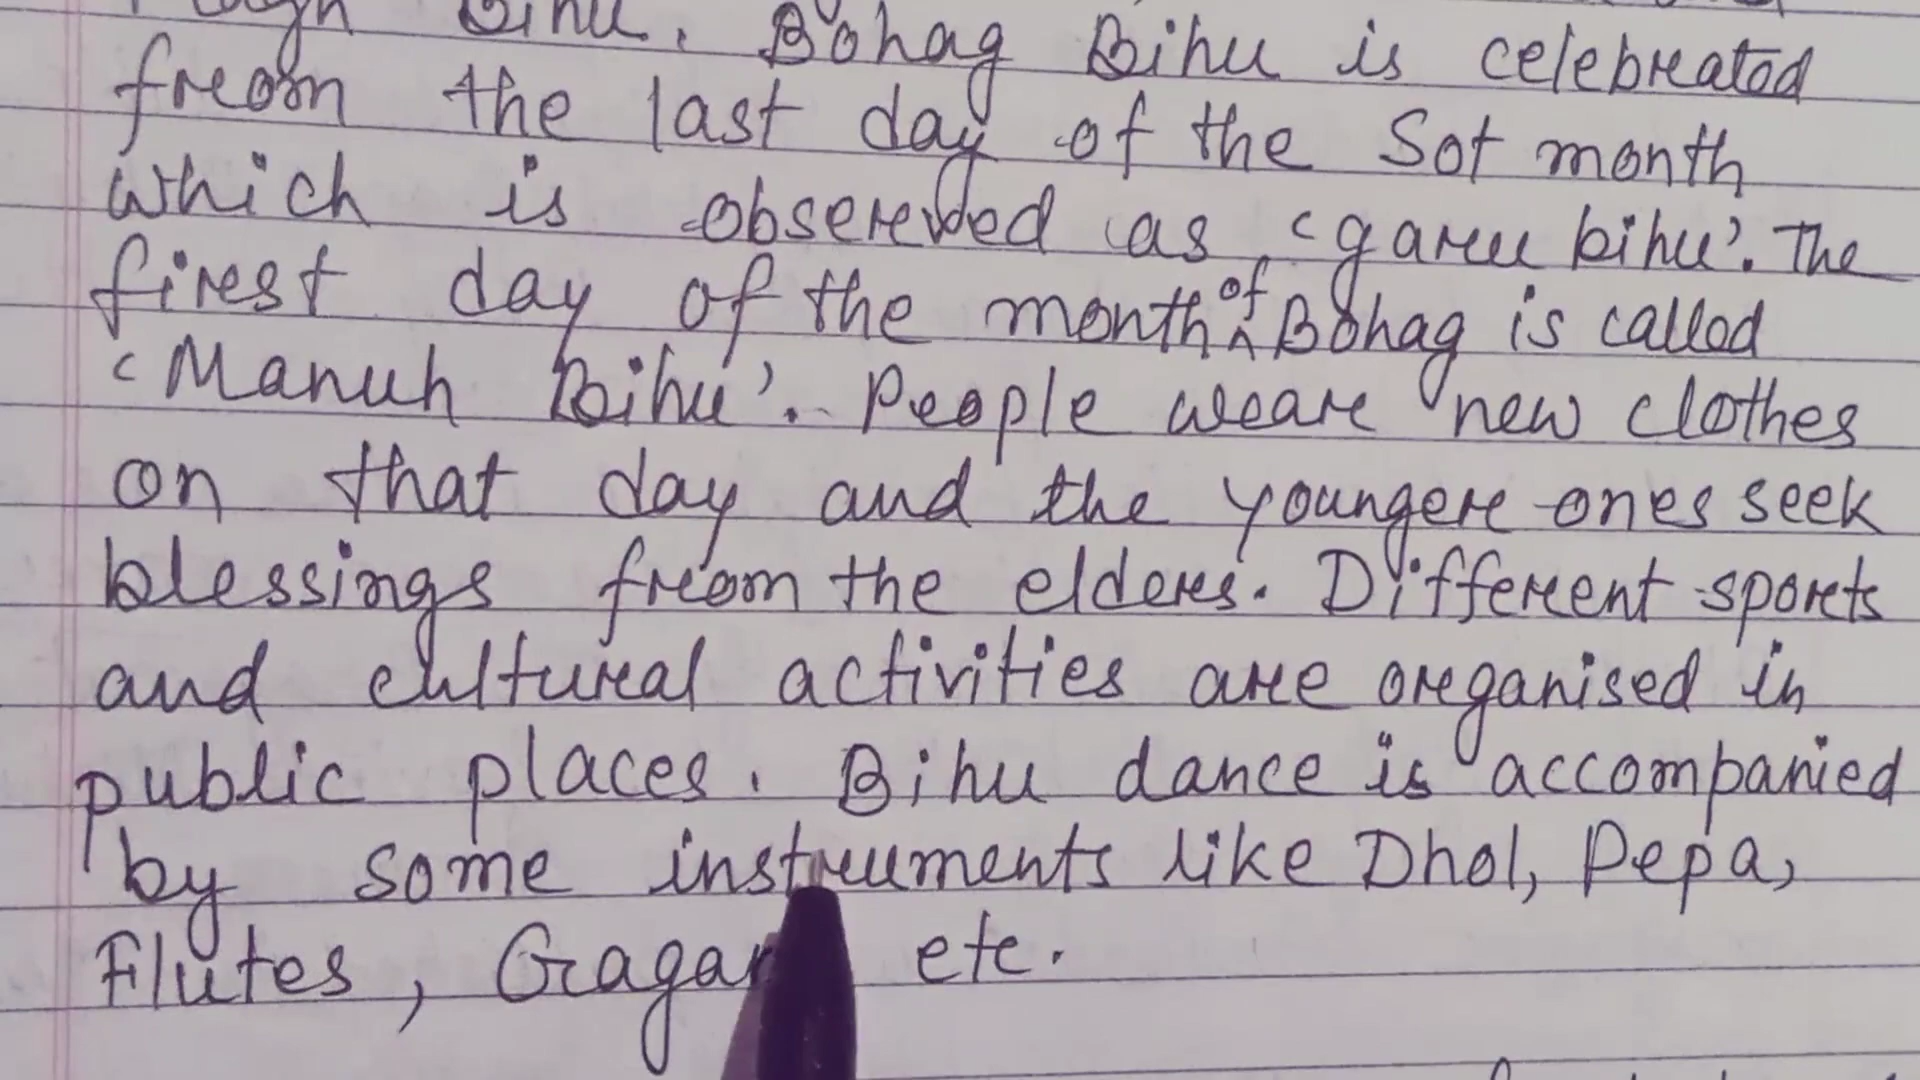 Bihu. Bohag Bihu is celebrated
from the last day of the Sot month
which is observed as 'garu bihu'. The
first day of the month of Bohag is called
'Manuh Bihu'. People wear new clothes
on that day and the younger ones seek
blessings from the elders. Different sports
and cultural activities are organised in
public places. Bihu dance is accompanied
by some instruments like Dhol, Pepa,
Flutes, etc.